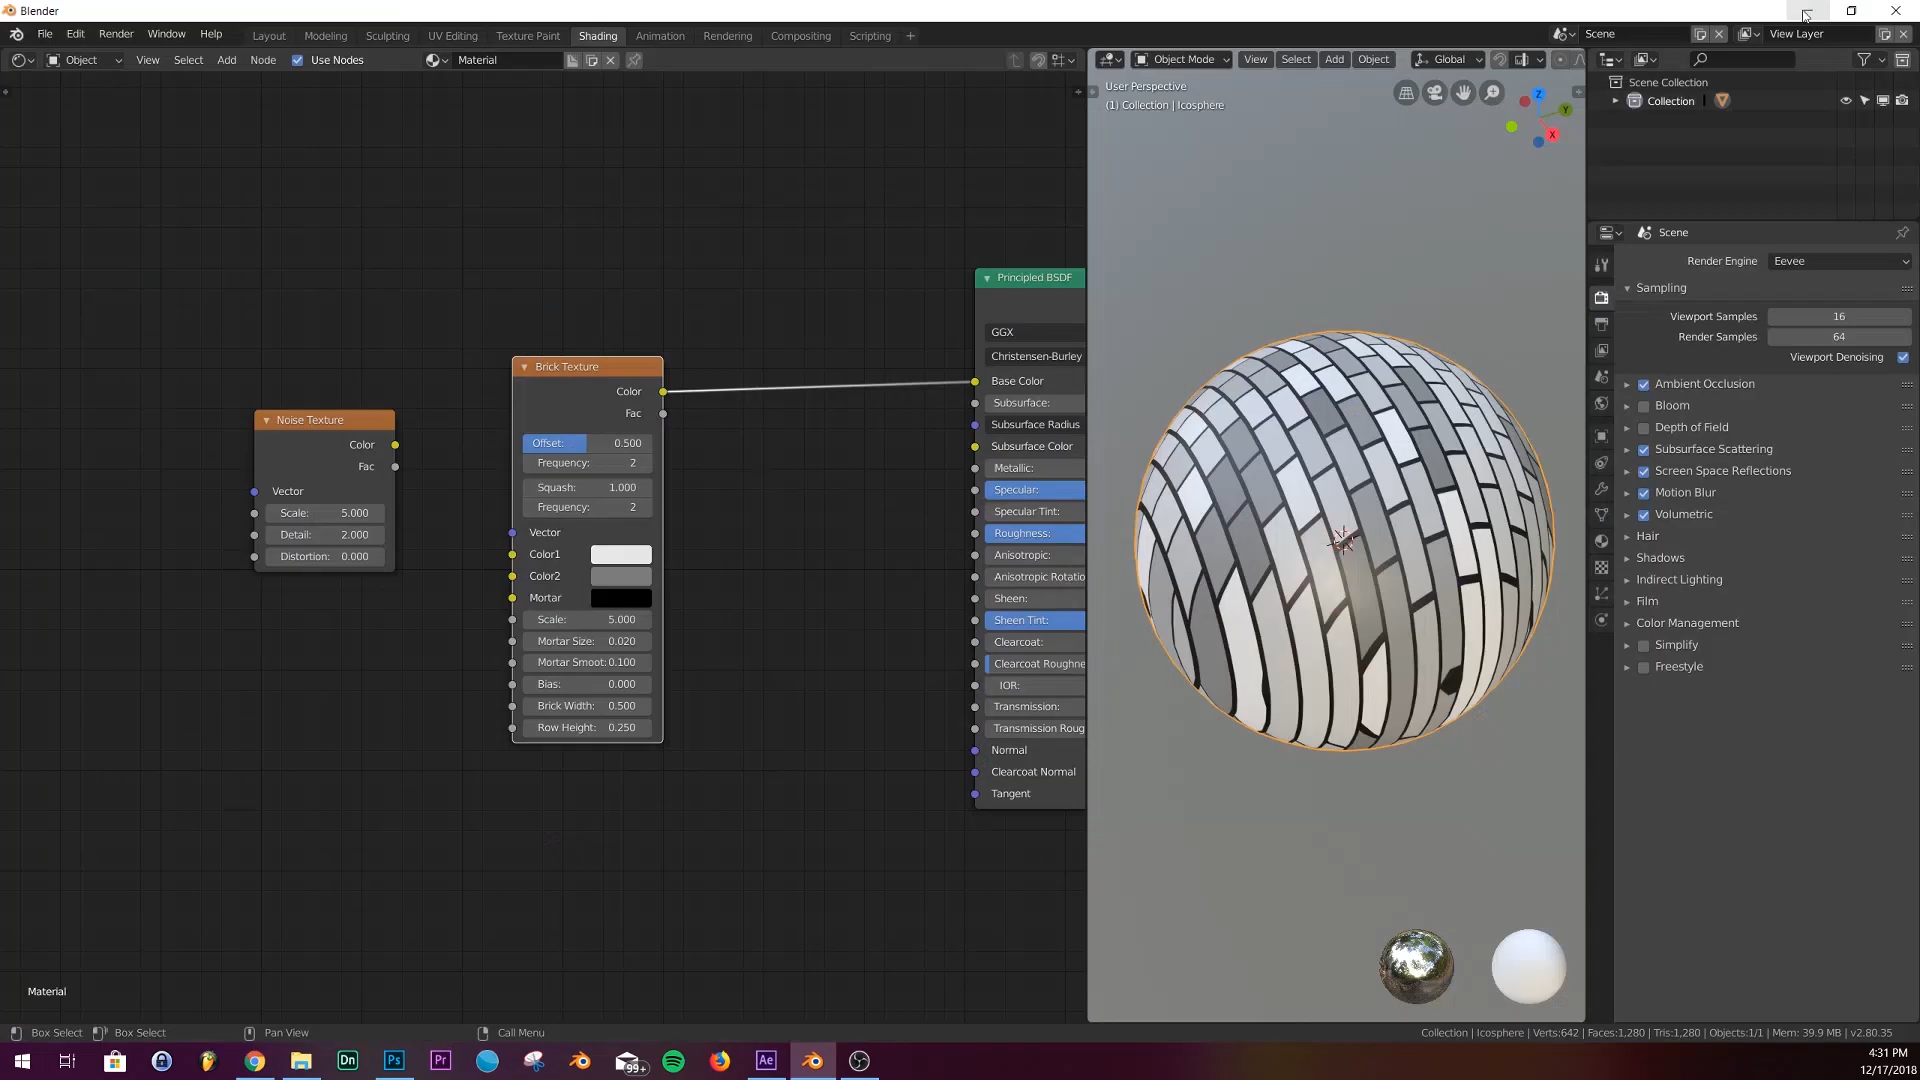 Blender
File Edit Render Window Help Layout Modeling Sculpting UV Editing Texture Paint Shading Animation Rendering Compositing Scripting + Scene View Layer
Object View Select Add Node Use Nodes Material
Object Mode View Select Add Object Global
User Perspective
(1) Collection | Icosphere
Z
Y
X
Scene Collection
Collection
Scene
Render Engine Eevee
Sampling
Viewport Samples 16
Render Samples 64
Viewport Denoising
Ambient Occlusion
Bloom
Depth of Field
Subsurface Scattering
Screen Space Reflections
Motion Blur
Volumetric
Hair
Shadows
Indirect Lighting
Film
Color Management
Simplify
Freestyle
Noise Texture
Color
Fac
Vector
Scale: 5.000
Detail: 2.000
Distortion: 0.000
Brick Texture
Color
Fac
Offset: 0.500
Frequency: 2
Squash: 1.000
Frequency: 2
Vector
Color1
Color2
Mortar
Scale: 5.000
Mortar Size: 0.020
Mortar Smoot: 0.100
Bias: 0.000
Brick Width: 0.500
Row Height: 0.250
Principled BSDF
GGX
Christensen-Burley
Base Color
Subsurface:
Subsurface Radius
Subsurface Color
Metallic:
Specular:
Specular Tint:
Roughness:
Anisotropic:
Anisotropic Rotatio
Sheen:
Sheen Tint:
Clearcoat:
Clearcoat Roughne
IOR:
Transmission:
Transmission Roug
Normal
Clearcoat Normal
Tangent
Material
Box Select Box Select Pan View Call Menu Collection | Icosphere | Verts:642 | Faces:1,280 | Tris:1,280 | Objects:1/1 | Mem: 39.9 MB | v2.80.35
Dn Ps Pr 99+ Ae
4:31 PM
12/17/2018